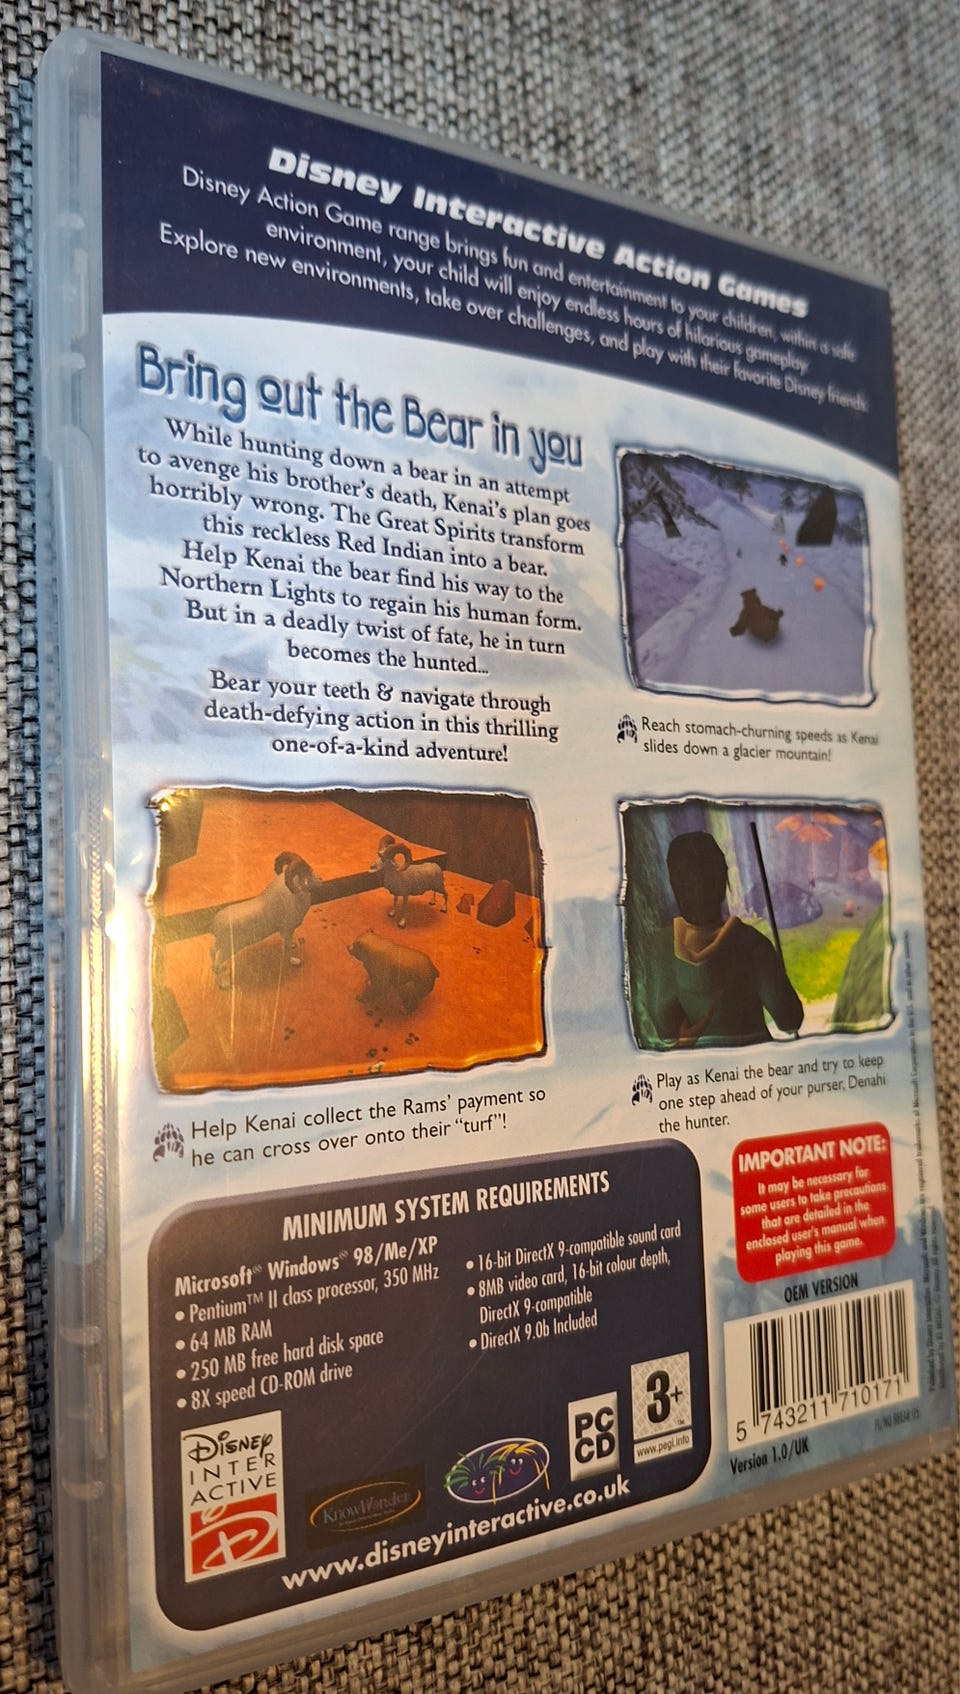 Disney Interactive Action Games
Disney Action Game range brings fun and entertainment to your children, within a safe
environment, your child will enjoy endless hours of hilarious gameplay.
Explore new environments, take over challenges, and play with their favorite Disney friends.
Bring out the Bear in you
While hunting down a bear in an attempt
to avenge his brother's death, Kenai's plan goes
horribly wrong. The Great Spirits transform
this reckless Red Indian into a bear.
Help Kenai the bear find his way to the
Northern Lights to regain his human form.
But in a deadly twist of fate, he in turn
becomes the hunted...
Bear your teeth & navigate through
death-defying action in this thrilling
one-of-a-kind adventure!
Reach stomach-churning speeds as Kenai
slides down a glacier mountain!
Help Kenai collect the Rams' payment so
he can cross over onto their "turf"!
Play as Kenai the bear and try to keep
one step ahead of your purser, Denahi
the hunter.
MINIMUM SYSTEM REQUIREMENTS
Microsoft® Windows® 98/Me/XP
• Pentium™ II class processor, 350 MHz
• 64 MB RAM
• 250 MB free hard disk space
• 8X speed CD-ROM drive
• 16-bit DirectX 9-compatible sound card
• 8MB video card, 16-bit colour depth,
DirectX 9-compatible
• DirectX 9.0b Included
IMPORTANT NOTE:
It may be necessary for
some users to take precautions
that are detailed in the
enclosed user's manual when
playing this game.
OEM VERSION
5 743211 710171
Version 1.0/UK
DISNEY
INTER
ACTIVE
KnowWonder
PC
CD
3+
www.pegi.info
www.disneyinteractive.co.uk